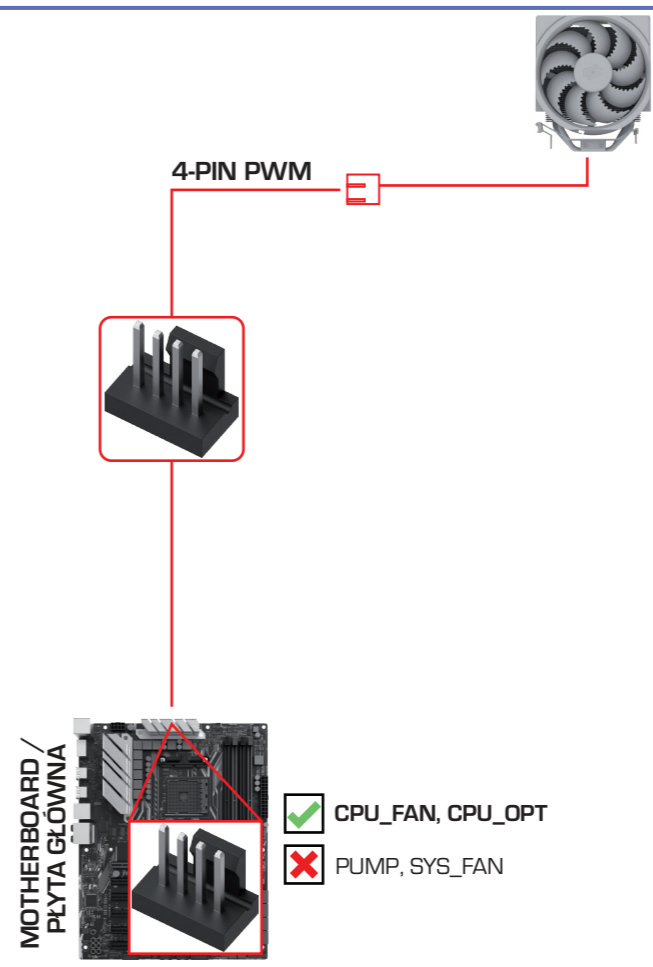 4-PIN PWM
MOTHERBOARD /
PŁYTA GŁÓWNA
CPU_FAN, CPU_OPT
PUMP, SYS_FAN